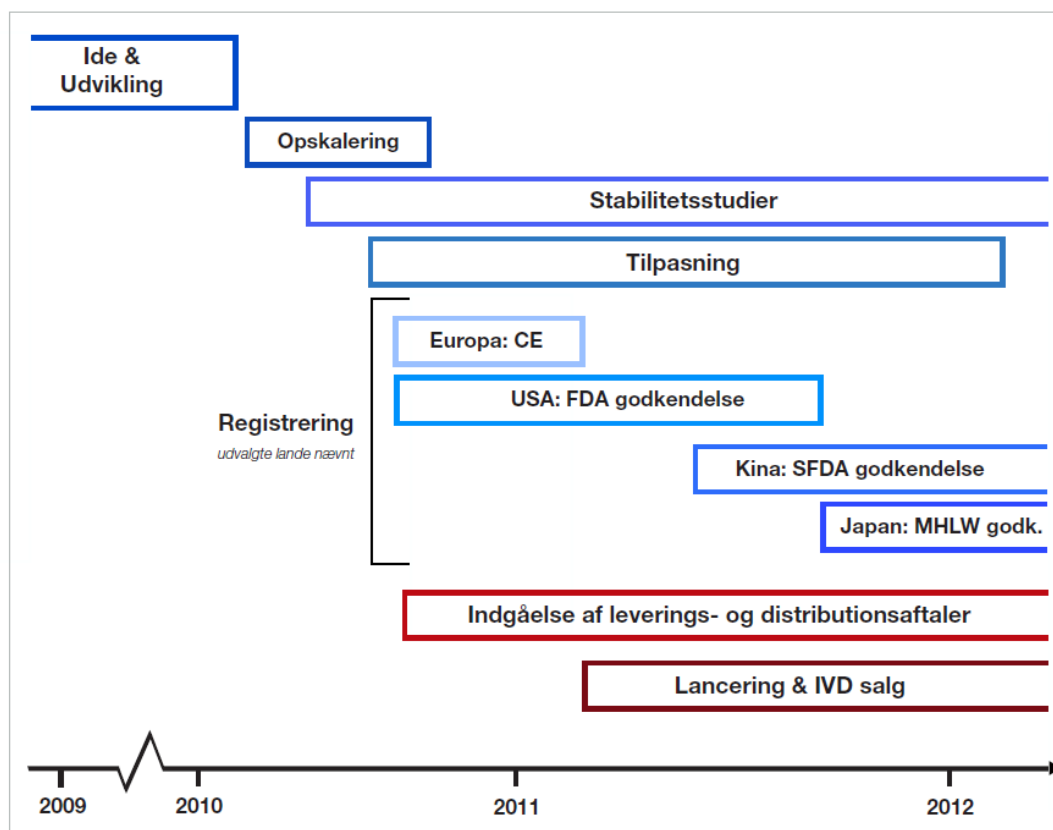 Ide &
Udvikling
Opskalering
Stabilitetsstudier
Tilpasning
Europa: CE
USA: FDA godkendelse
Registrering
udvalgte lande nævnt
Kina: SFDA godkendelse
Japan: MHLW godk.
Indgåelse af leverings- og distributionsaftaler
Lancering & IVD salg
2009 2010 2011 2012